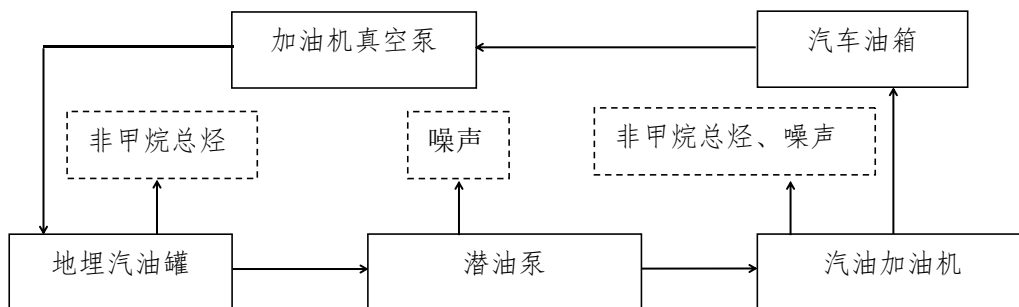 加油机真空泵
汽车油箱
非甲烷总烃
噪声
非甲烷总烃、噪声
地埋汽油罐
潜油泵
汽油加油机